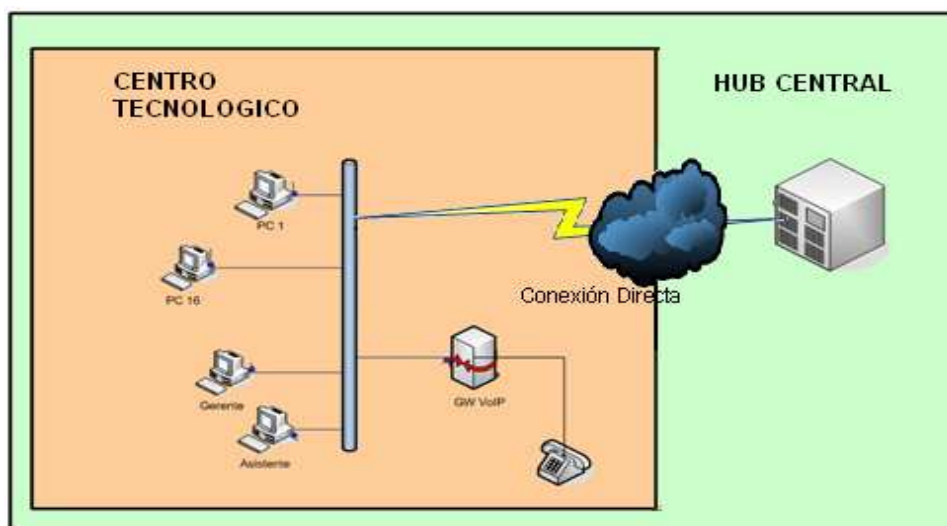 CENTRO
TECNOLOGICO
HUB CENTRAL
PC 1
PC 16
Conexión Directa
Gerente
GW VoIP
Asistente